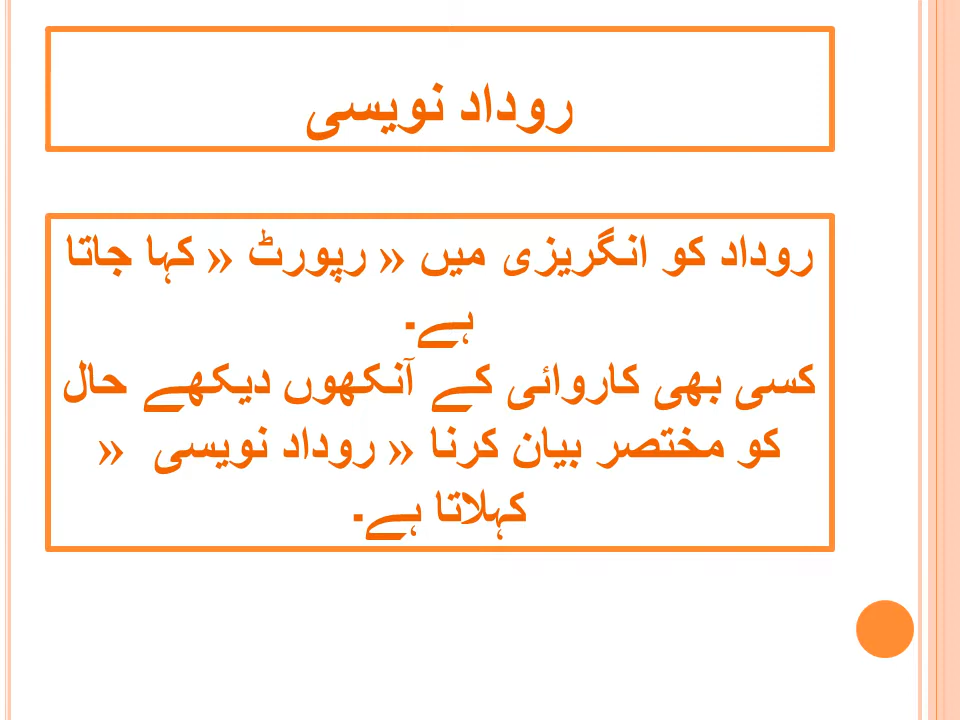 روداد نویسی
روداد کو انگریزی میں « رپورٹ « کہا جاتا
ہے۔
کسی بھی کاروائی کے آنکھوں دیکھے حال
کو مختصر بیان کرنا « روداد نویسی «
کہلاتا ہے۔